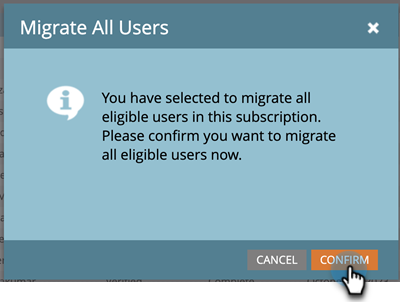 Migrate All Users
You have selected to migrate all
eligible users in this subscription.
Please confirm you want to migrate
all eligible users now.
CANCEL CONFIRM